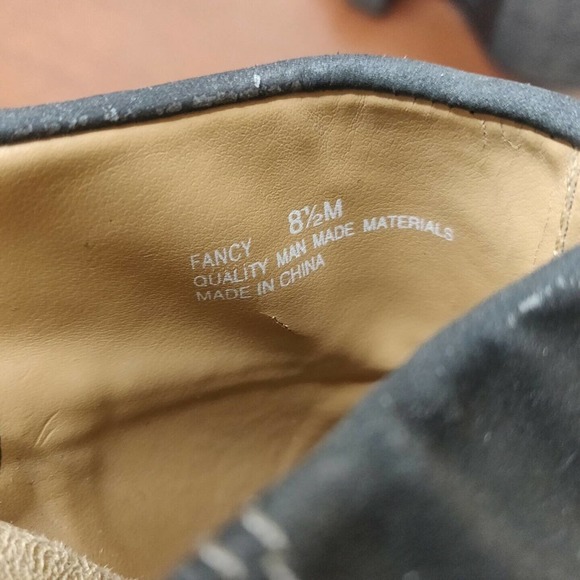 FANCY 8½M
QUALITY MAN MADE MATERIALS
MADE IN CHINA